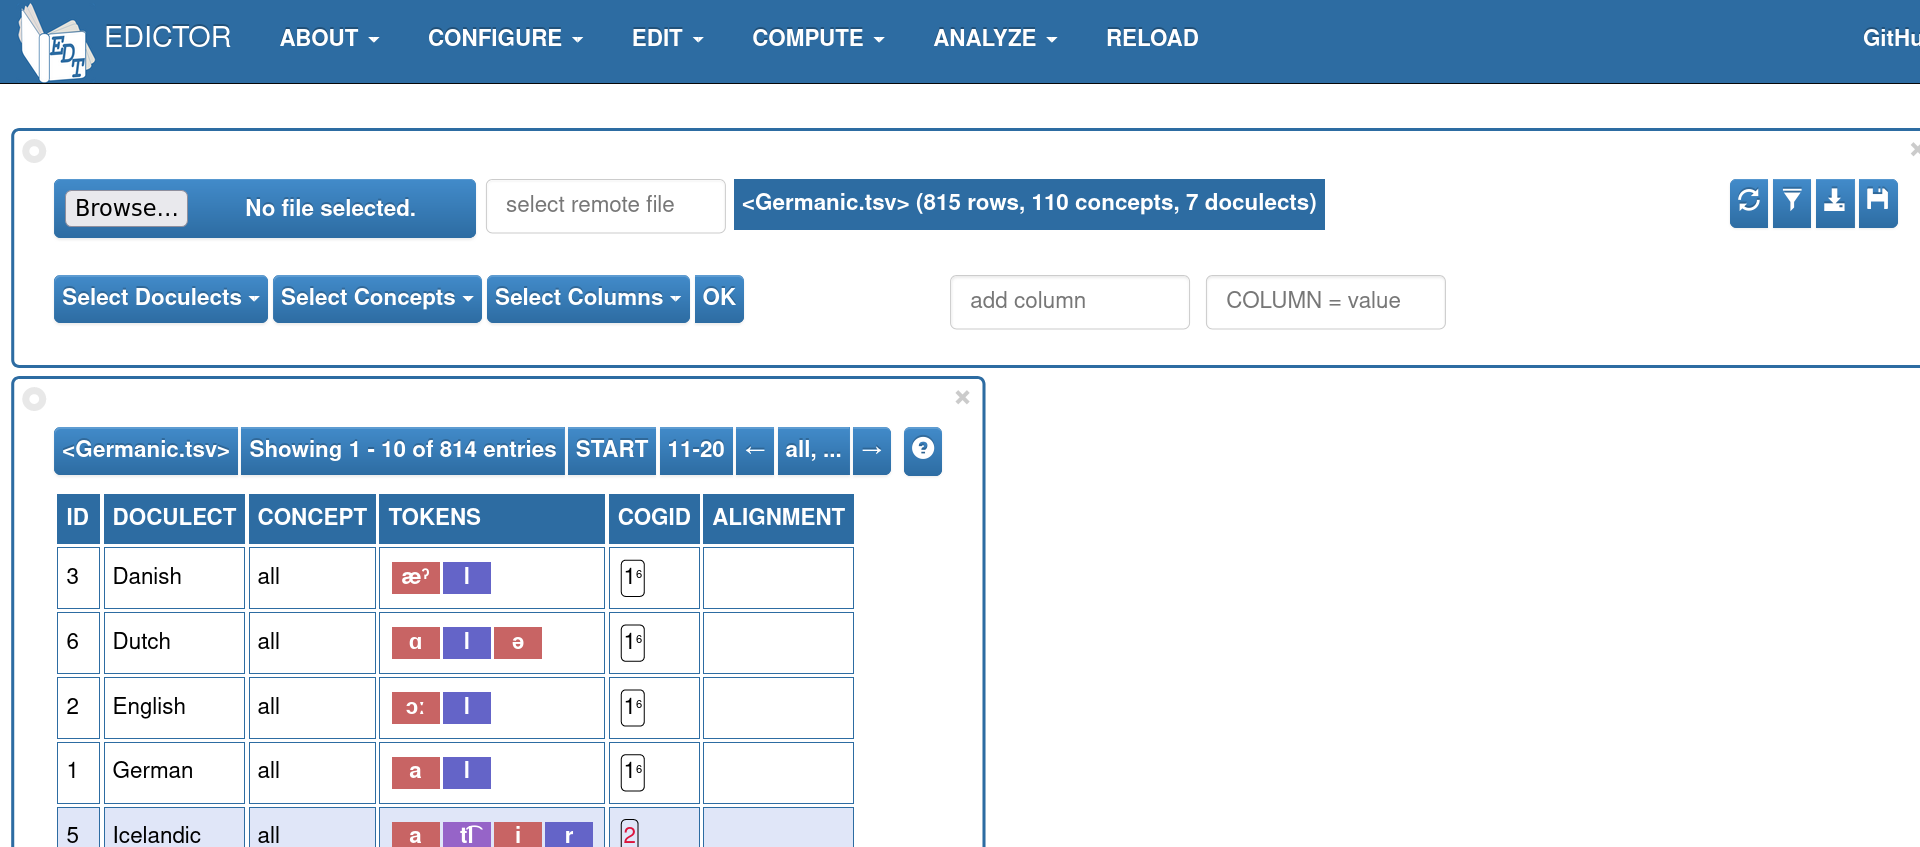 EDT EDICTOR ABOUT CONFIGURE EDIT COMPUTE ANALYZE RELOAD GitHu
Browse... No file selected. select remote file <Germanic.tsv> (815 rows, 110 concepts, 7 doculects)
Select Doculects Select Concepts Select Columns OK add column COLUMN = value
<Germanic.tsv> Showing 1 - 10 of 814 entries START 11-20 ← all, ... → ?
ID DOCULECT CONCEPT TOKENS COGID ALIGNMENT
3 Danish all æˀ l 1⁶
6 Dutch all ɑ l ə 1⁶
2 English all ɔː l 1⁶
1 German all a l 1⁶
5 Icelandic all a tl͡ i r 2